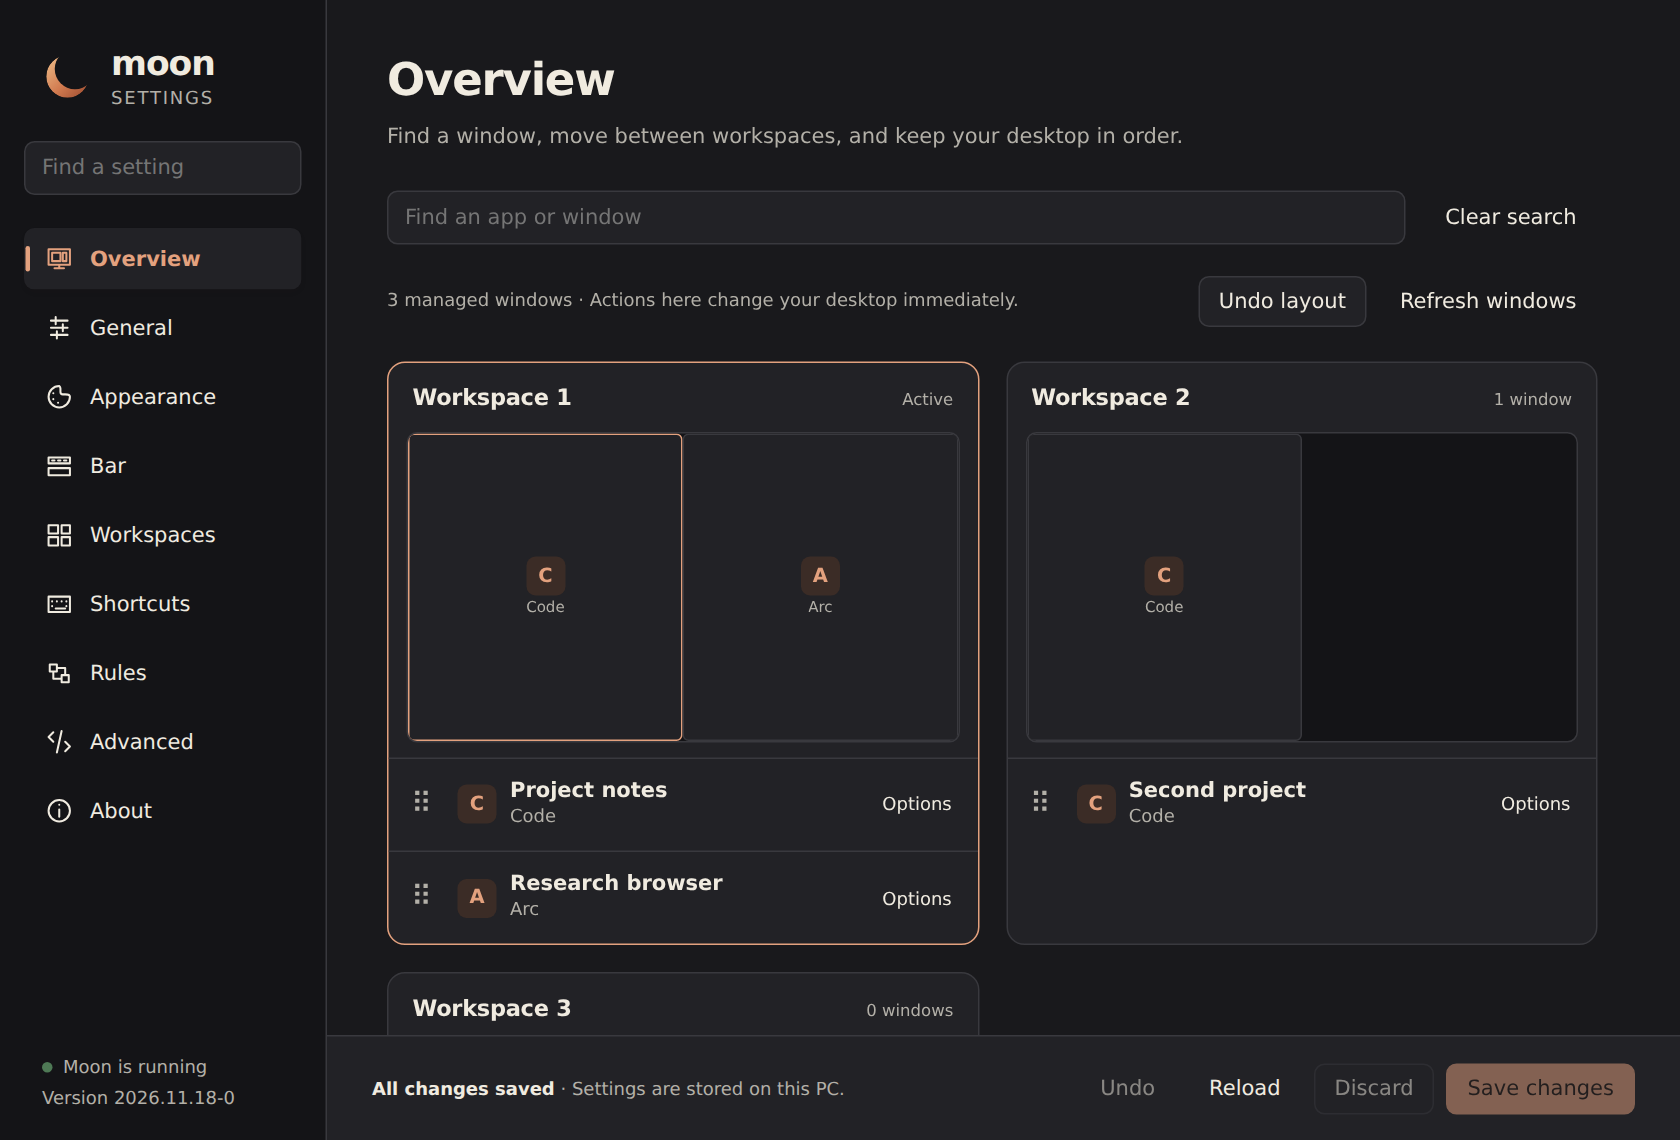 moon
SETTINGS
Find a setting
Overview
General
Appearance
Bar
Workspaces
Shortcuts
Rules
Advanced
About
Moon is running
Version 2026.11.18-0
Overview
Find a window, move between workspaces, and keep your desktop in order.
Find an app or window
Clear search
3 managed windows · Actions here change your desktop immediately.
Undo layout
Refresh windows
Workspace 1
Active
C
Code
A
Arc
C
Project notes
Code
Options
A
Research browser
Arc
Options
Workspace 2
1 window
C
Code
C
Second project
Code
Options
Workspace 3
0 windows
All changes saved · Settings are stored on this PC.
Undo
Reload
Discard
Save changes